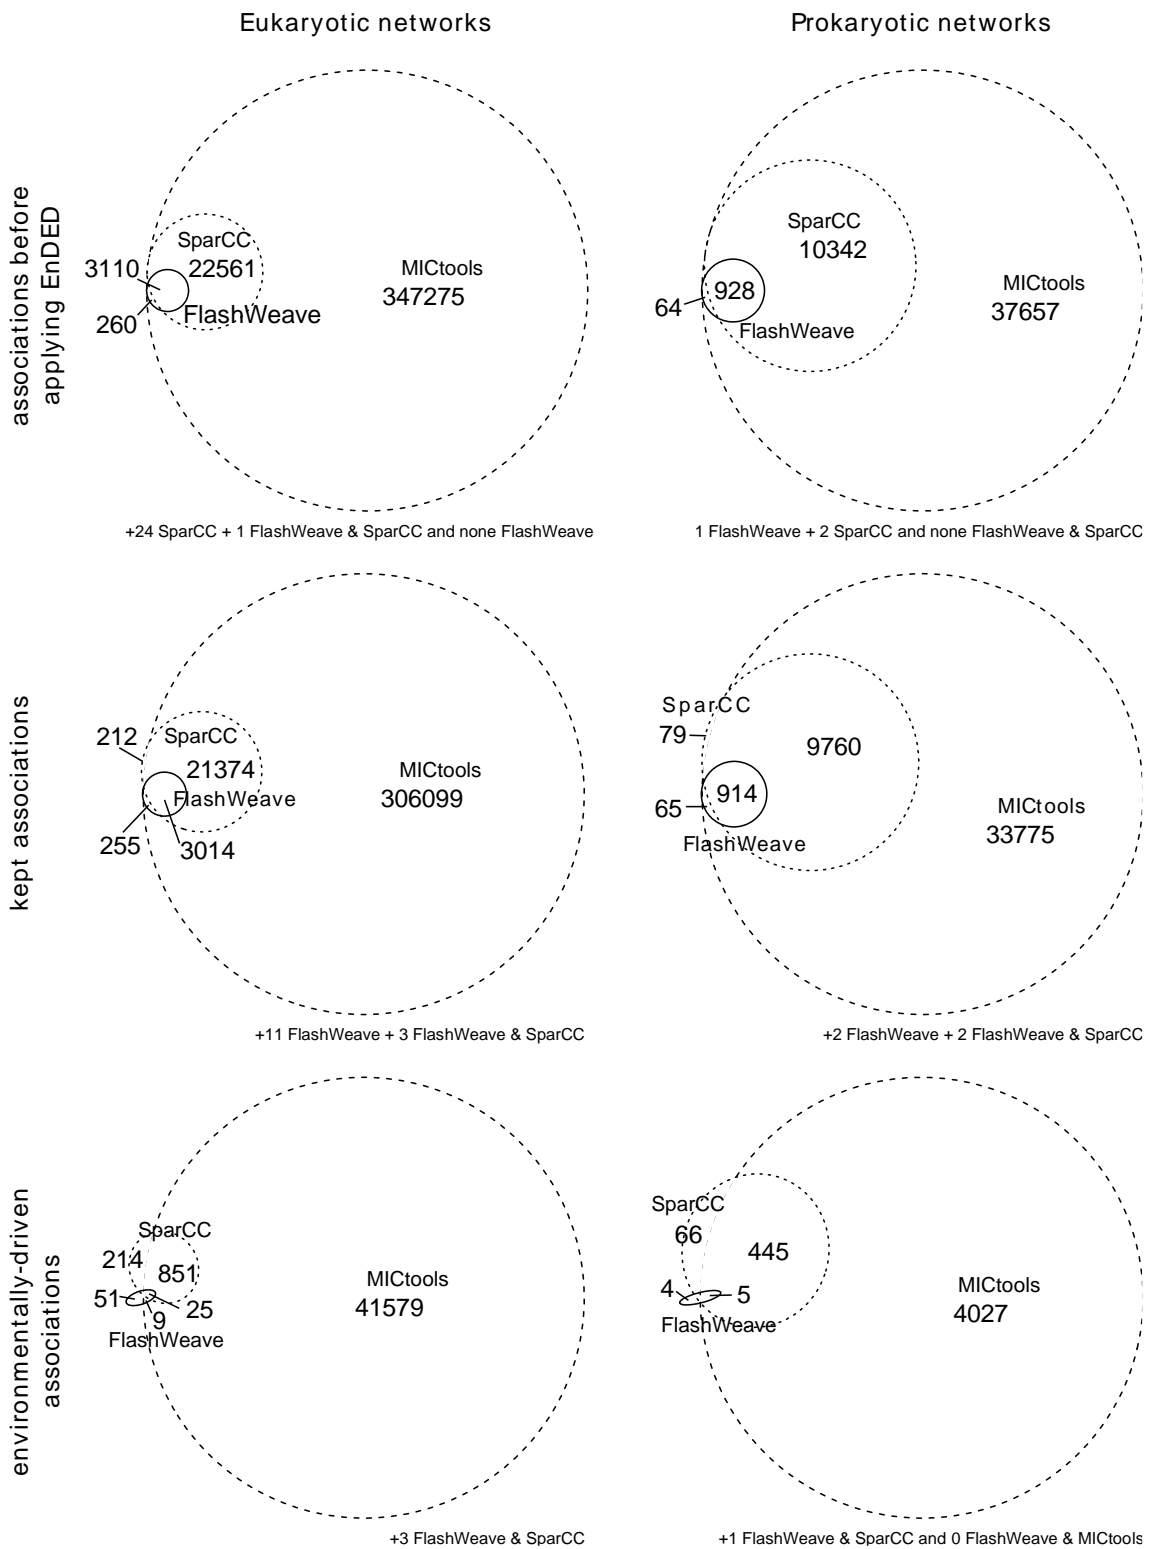 Eukaryotic networks
Prokaryotic networks
associations before
applying EnDED
SparCC
3110
22561
MICtools
347275
260
FlashWeave
+24 SparCC + 1 FlashWeave & SparCC and none FlashWeave
SparCC
10342
MICtools
37657
928
64
FlashWeave
1 FlashWeave + 2 SparCC and none FlashWeave & SparCC
kept associations
212
SparCC
21374
MICtools
306099
FlashWeave
255
3014
+11 FlashWeave + 3 FlashWeave & SparCC
SparCC
79
9760
914
65
MICtools
33775
FlashWeave
+2 FlashWeave + 2 FlashWeave & SparCC
environmentally-driven
associations
SparCC
214
851
MICtools
41579
51
25
9
FlashWeave
+3 FlashWeave & SparCC
SparCC
66
445
MICtools
4027
4
5
FlashWeave
+1 FlashWeave & SparCC and 0 FlashWeave & MICtools